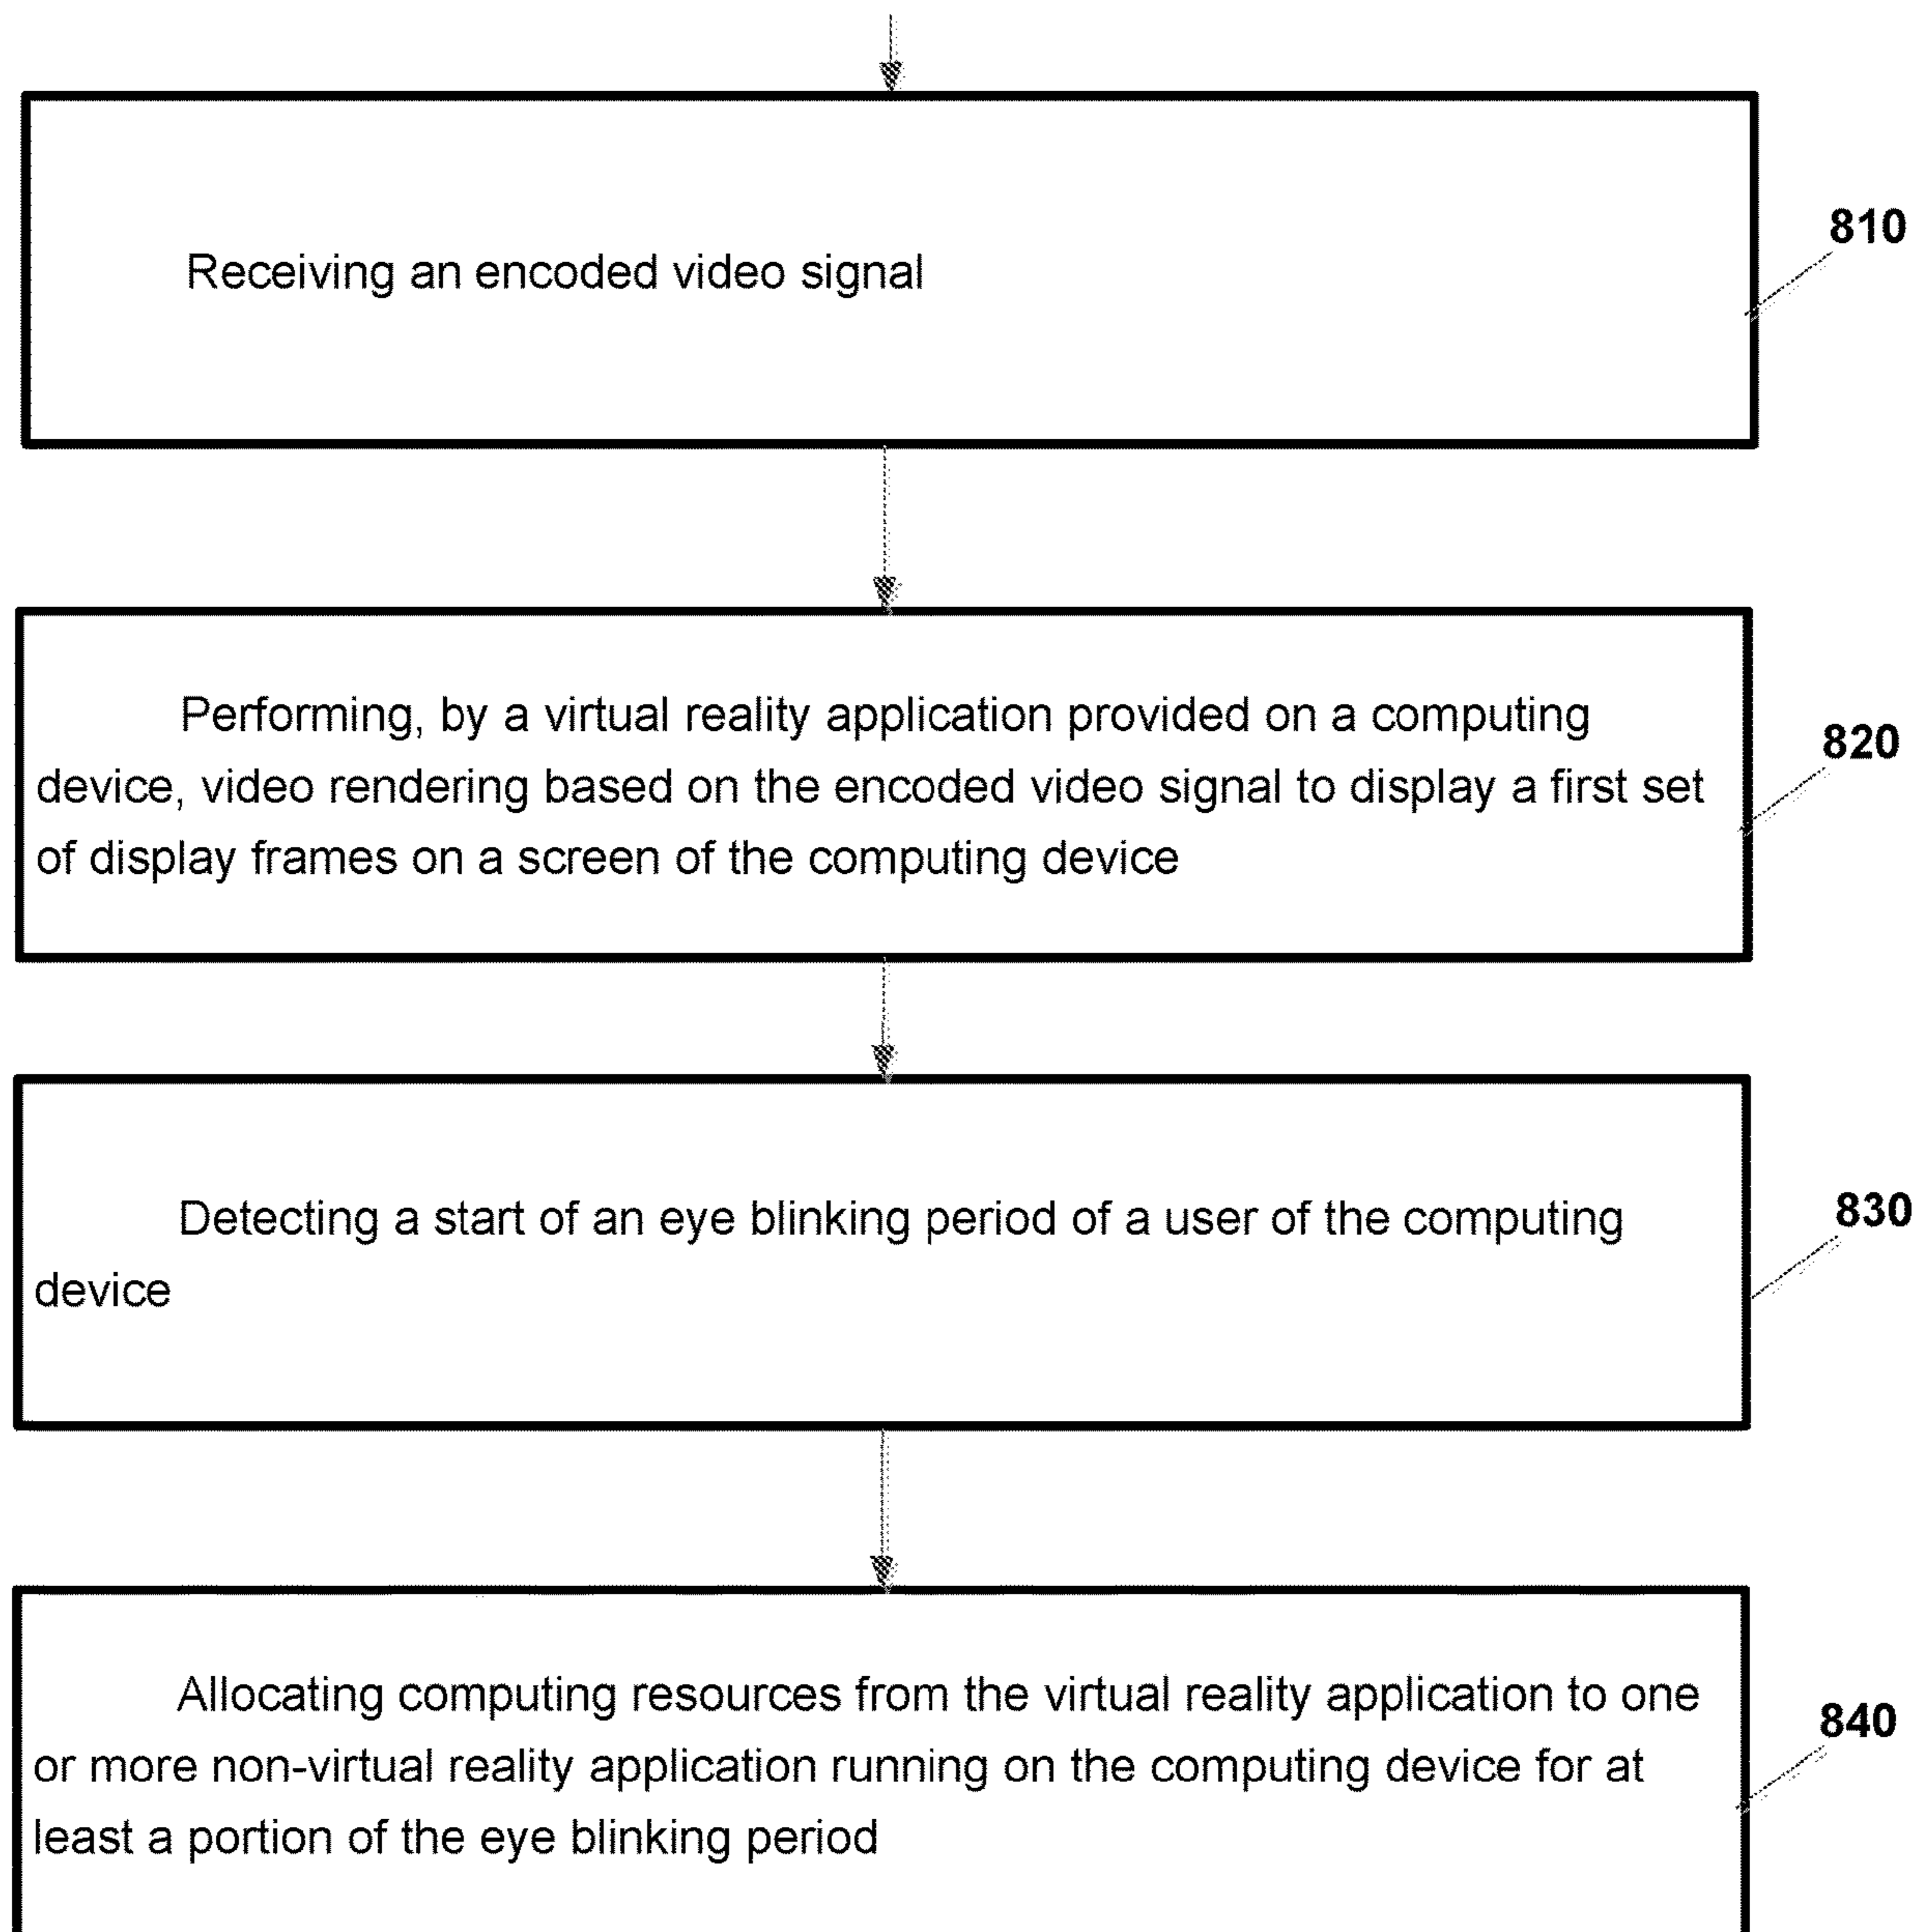 Receiving an encoded video signal
810
Performing, by a virtual reality application provided on a computing
device, video rendering based on the encoded video signal to display a first set
of display frames on a screen of the computing device
820
Detecting a start of an eye blinking period of a user of the computing
device
830
Allocating computing resources from the virtual reality application to one
or more non-virtual reality application running on the computing device for at
least a portion of the eye blinking period
840